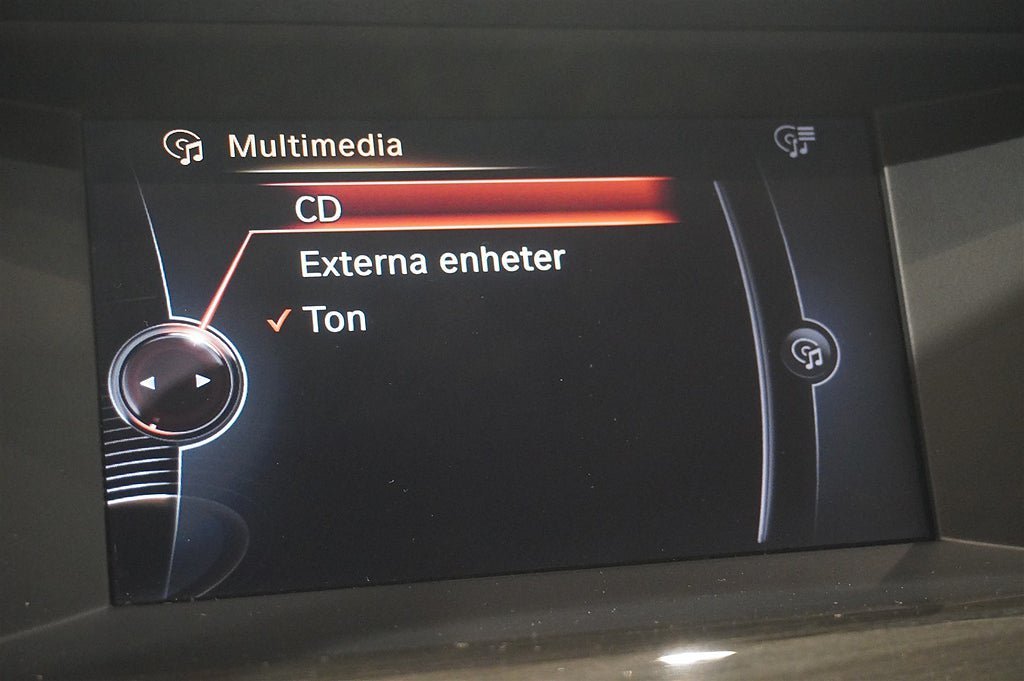 Multimedia
CD
Externa enheter
Ton